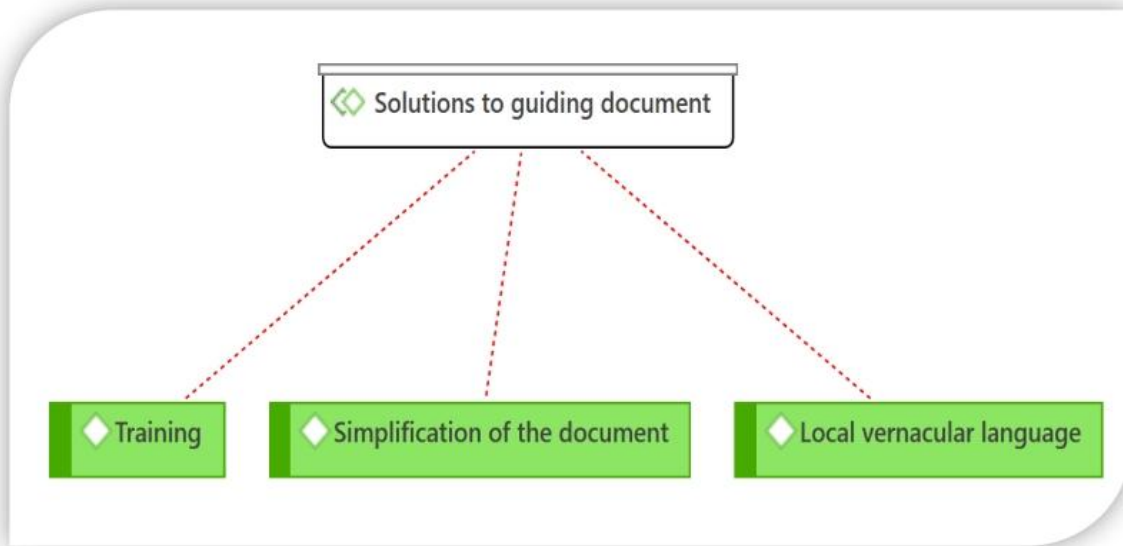 Solutions to guiding document
Training
Simplification of the document
Local vernacular language